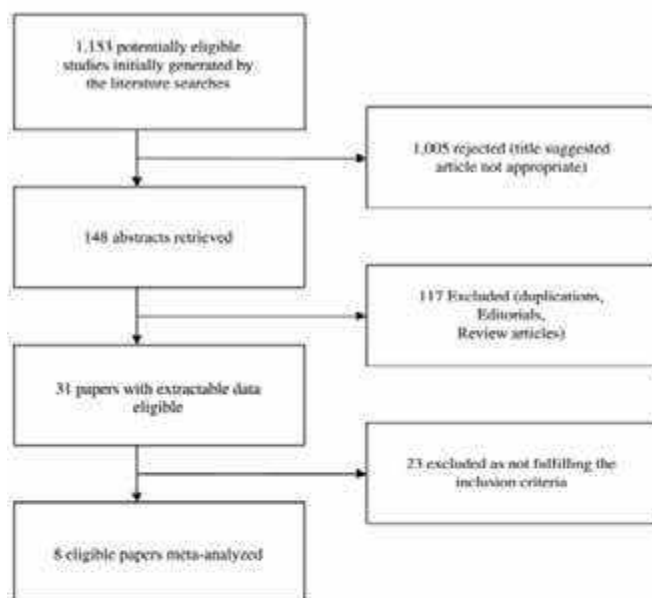 1,153 potentially eligible
studies initially generated by
the literature searches
1,005 rejected (title suggested
article not appropriate)
148 abstracts retrieved
117 Excluded (duplications,
Editorials,
Review articles)
31 papers with extractable data
eligible
23 excluded as not fulfilling the
inclusion criteria
8 eligible papers meta-analyzed